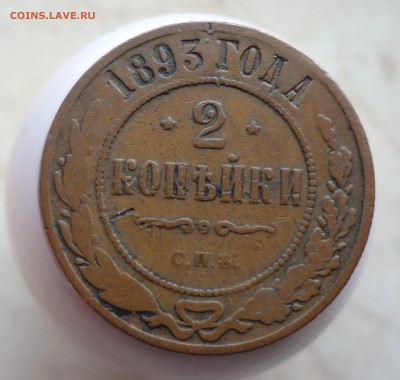 COINS.LAVE.RU
1893 ГОДА
2
КОПѢЙКИ
С.П.Б.